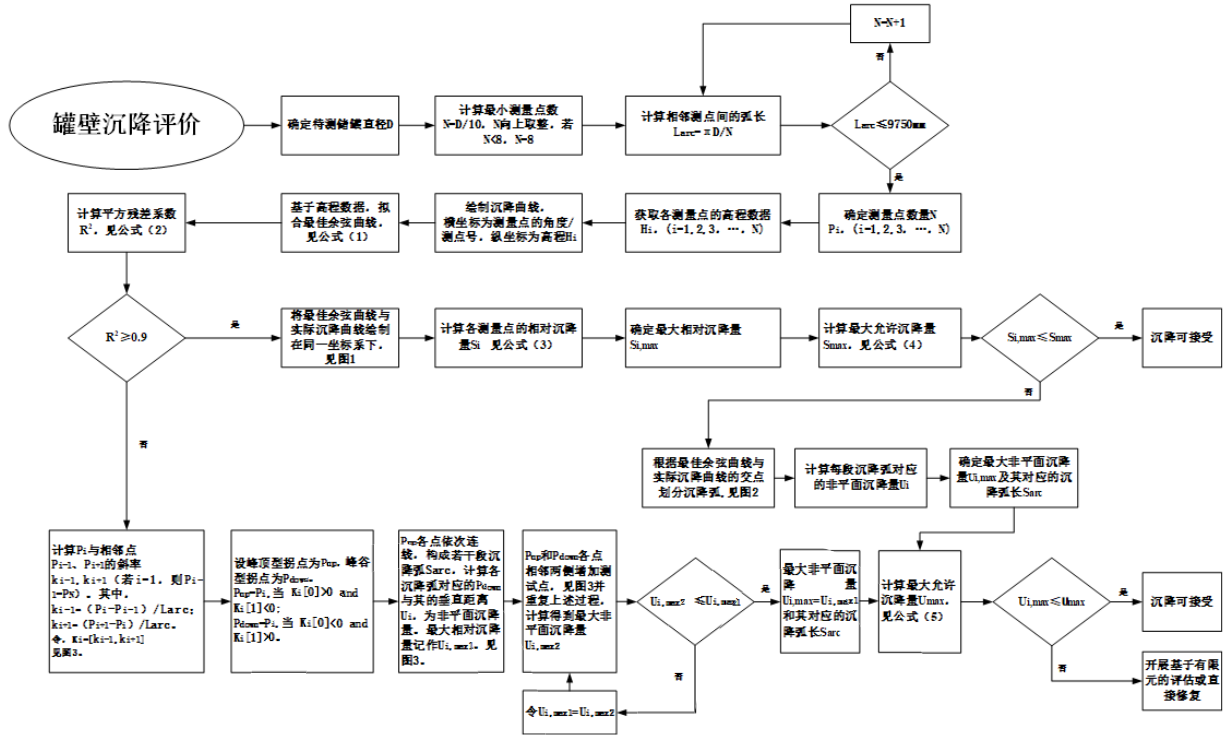 罐壁沉降评价
确定待测储罐直径D
计算最小测量点数
N=D/10，N向上取整，若
N<8，N=8
计算相邻测点间的弧长
Larc=πD/N
N=N+1
否
Larc≤9750mm
是
确定测量点数量N
Pi，(i=1,2,3，…，N)
获取各测量点的高程数据
Hi，(i=1,2,3，…，N)
绘制沉降曲线，
横坐标为测量点的角度/
测点号，纵坐标为高程Hi
基于高程数据，拟
合最佳余弦曲线，
见公式（1）
计算平方残差系数
R²，见公式（2）
R²≥0.9
是
将最佳余弦曲线与
实际沉降曲线绘制
在同一坐标系下，
见图1
计算各测量点的相对沉降
量Si 见公式（3）
确定最大相对沉降量
Si,max
计算最大允许沉降量
Smax，见公式（4）
Si,max≤Smax
是
沉降可接受
否
否
根据最佳余弦曲线与
实际沉降曲线的交点
划分沉降弧，见图2
计算每段沉降弧对应
的非平面沉降量Ui
确定最大非平面沉降
量Ui,max及其对应的沉
降弧长Sarc
计算Pi与相邻点
Pi-1、Pi+1的斜率
ki-1,ki+1（若i=1，则Pi-
1=PN）。其中，
ki-1=（Pi-Pi-1）/Larc；
ki+1=（Pi+1-Pi）/Larc。
令，Ki=[ki-1,ki+1]
见图3。
设峰顶型拐点为Pup，峰谷
型拐点为Pdown。
Pup=Pi,当 Ki[0]>0 and
Ki[1]<0；
Pdown=Pi,当 Ki[0]<0 and
Ki[1]>0。
Pup各点依次连
线，构成若干段沉
降弧Sarc，计算各
沉降弧对应的Pdown
与其的垂直距离
Ui，为非平面沉降
量。最大相对沉降
量记作Ui,max1。见
图3。
Pup和Pdown各点
相邻两侧增加测
试点，见图3并
重复上述过程，
计算得到最大非
平面沉降量
Ui,max2
Ui,max2 ≤Ui,max1
是
否
令Ui,max1=Ui,max2
最大非平面沉
降量
Ui,max=Ui,max1
和其对应的沉
降弧长Sarc
计算最大允许
沉降量Umax，
见公式（5）
Ui,max≤Umax
是
沉降可接受
否
开展基于有限
元的评估或直
接修复